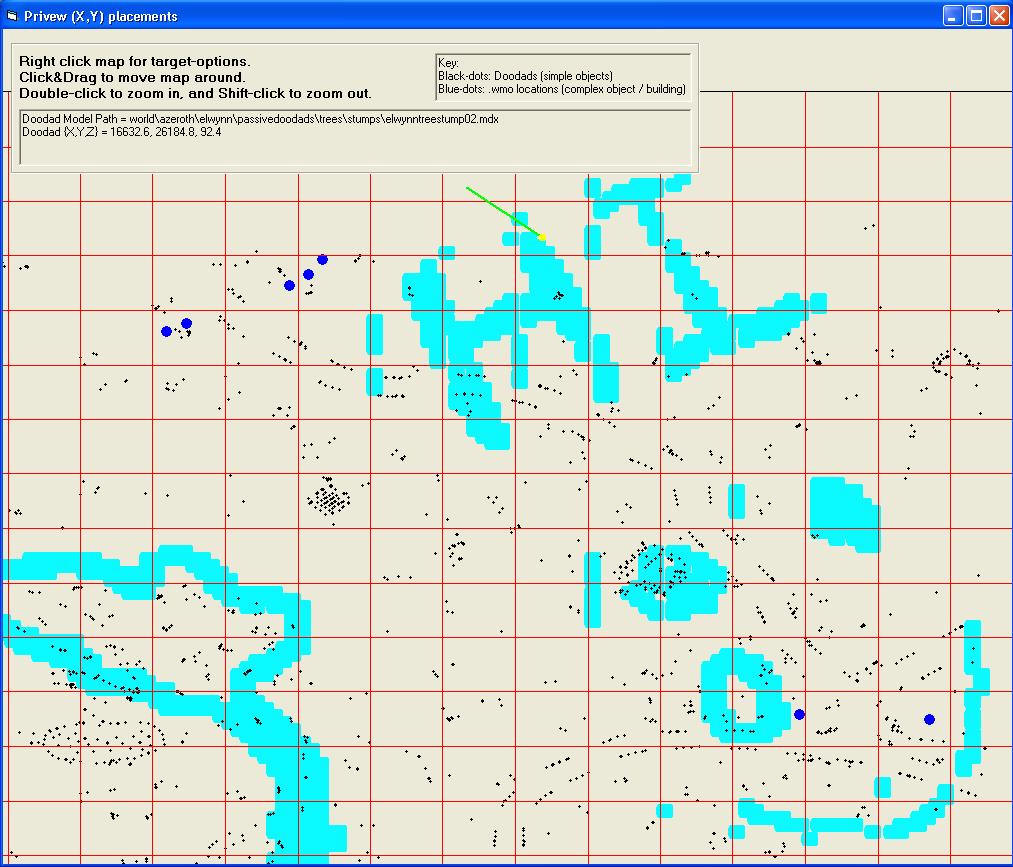 Privew (X,Y) placements
Right click map for target-options.
Click&Drag to move map around.
Double-click to zoom in, and Shift-click to zoom out.
Key:
Black-dots: Doodads (simple objects)
Blue-dots: .wmo locations (complex object / building)
Doodad Model Path = world\azeroth\elwynn\passivedoodads\trees\stumps\elwynntreestump02.mdx
Doodad {X,Y,Z} = 16632.6, 26184.8, 92.4